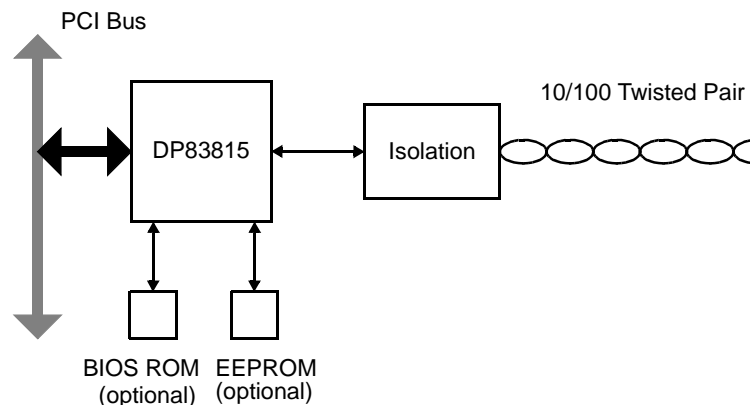 PCI Bus
10/100 Twisted Pair
DP83815
Isolation
BIOS ROM
(optional)
EEPROM
(optional)